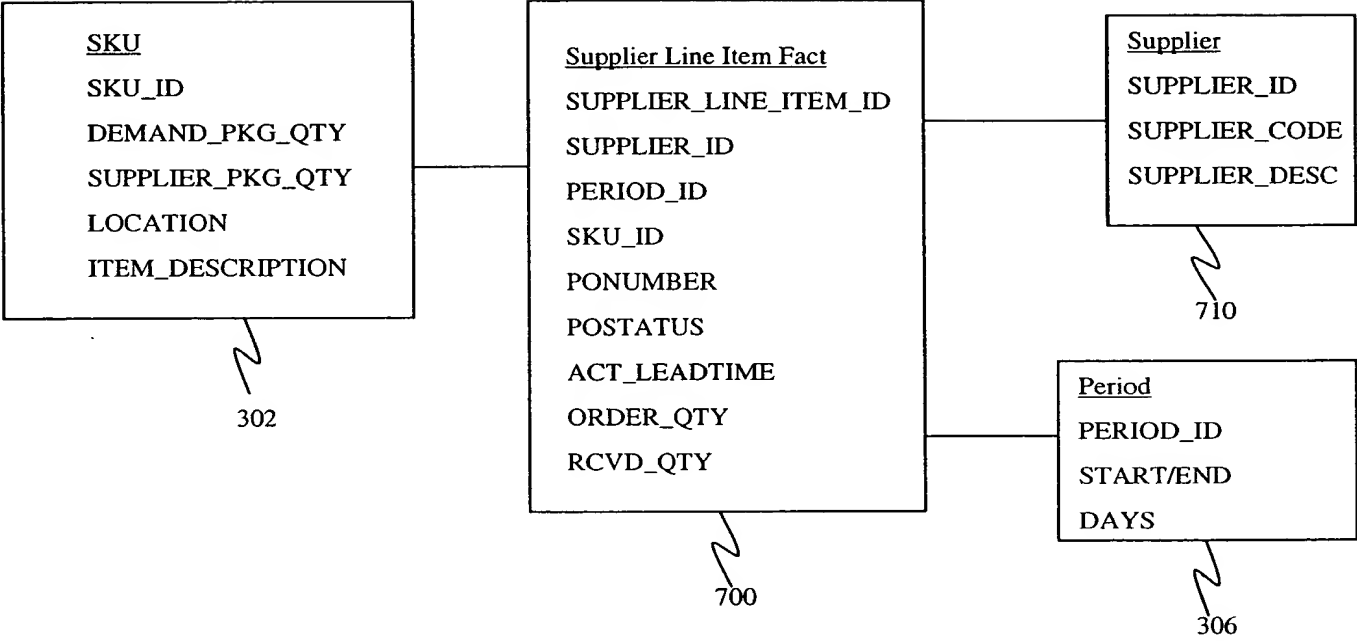 SKU
SKU_ID
DEMAND_PKG_QTY
SUPPLIER_PKG_QTY
LOCATION
ITEM_DESCRIPTION
302
Supplier Line Item Fact
SUPPLIER_LINE_ITEM_ID
SUPPLIER_ID
PERIOD_ID
SKU_ID
PONUMBER
POSTATUS
ACT_LEADTIME
ORDER_QTY
RCVD_QTY
700
Supplier
SUPPLIER_ID
SUPPLIER_CODE
SUPPLIER_DESC
710
Period
PERIOD_ID
START/END
DAYS
306